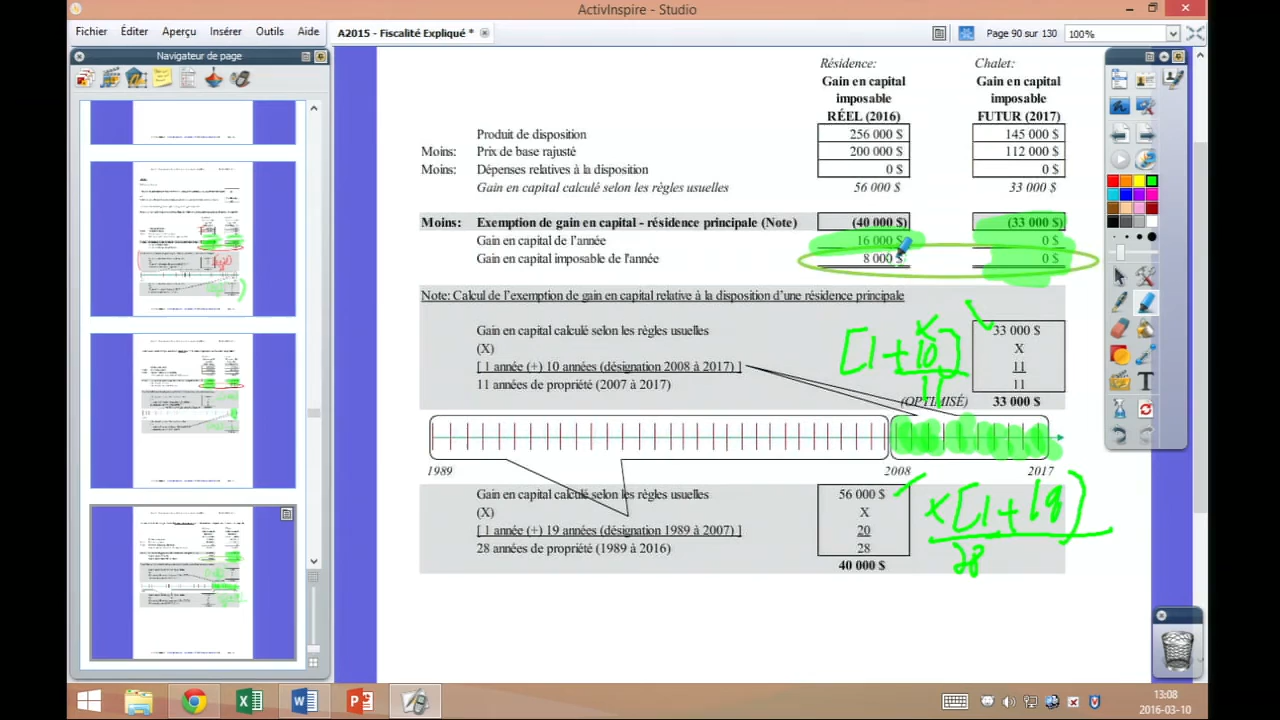 ActivInspire - Studio
Fichier Éditer Aperçu Insérer Outils Aide
A2015 – Fiscalité Expliqué *
Page 90 sur 130
100%
Navigateur de page
Résidence: Chalet:
Gain en capital Gain en capital
imposable imposable
RÉEL (2016) FUTUR (2017)
Produit de disposition 256 000 $ 145 000 $
Moins: Prix de base rajusté 200 000 $ 112 000 $
Moins: Dépenses relatives à la disposition 0 $ 0 $
Gain en capital calculé selon les règles usuelles 56 000 $ 33 000 $
Moins: Exemption de gain en capital - résidence principale (Note) (40 000 $) (33 000 $)
Gain en capital de l'année 16 000 $ 0 $
Gain en capital imposable de l'année 8 000 $ 0 $
Note: Calcul de l'exemption de gain en capital relative à la disposition d'une résidence principale
Gain en capital calculé selon les règles usuelles 33 000 $
(X) X
[ 1 année (+) 10 années (désignation 2008 à 2017) ] 11
11 années de propriété (2007 à 2017) 11
(OPTIMISÉ) 33 000 $
[1+10]
11
1989 2008 2017
Gain en capital calculé selon les règles usuelles 56 000 $
(X) X
[ 1 année (+) 19 années (désignation 1989 à 2007) ] 20
28 années de propriété (1989 à 2016) 28
40 000 $
x[1+19]
28
13:08
2016-03-10